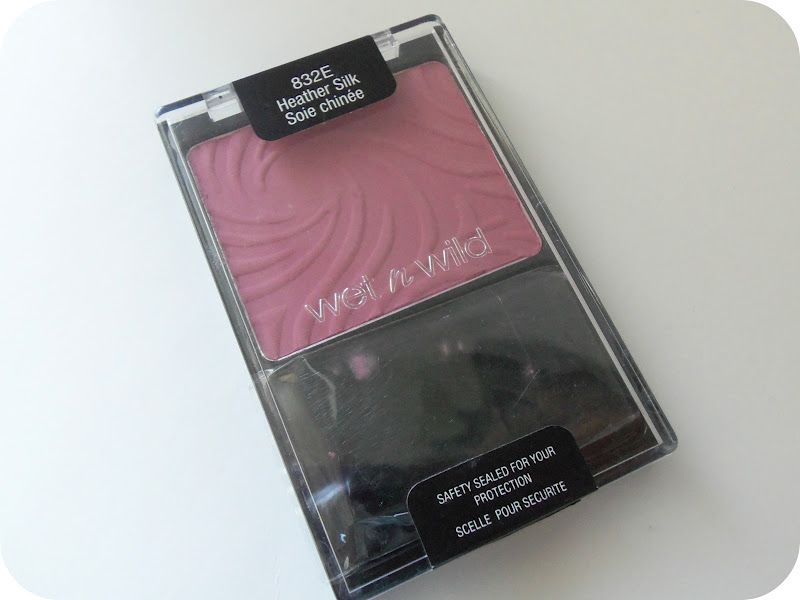 832E
Heather Silk
Soie chinée
wet n wild
SAFETY SEALED FOR YOUR
PROTECTION
SCELLE POUR SECURITE